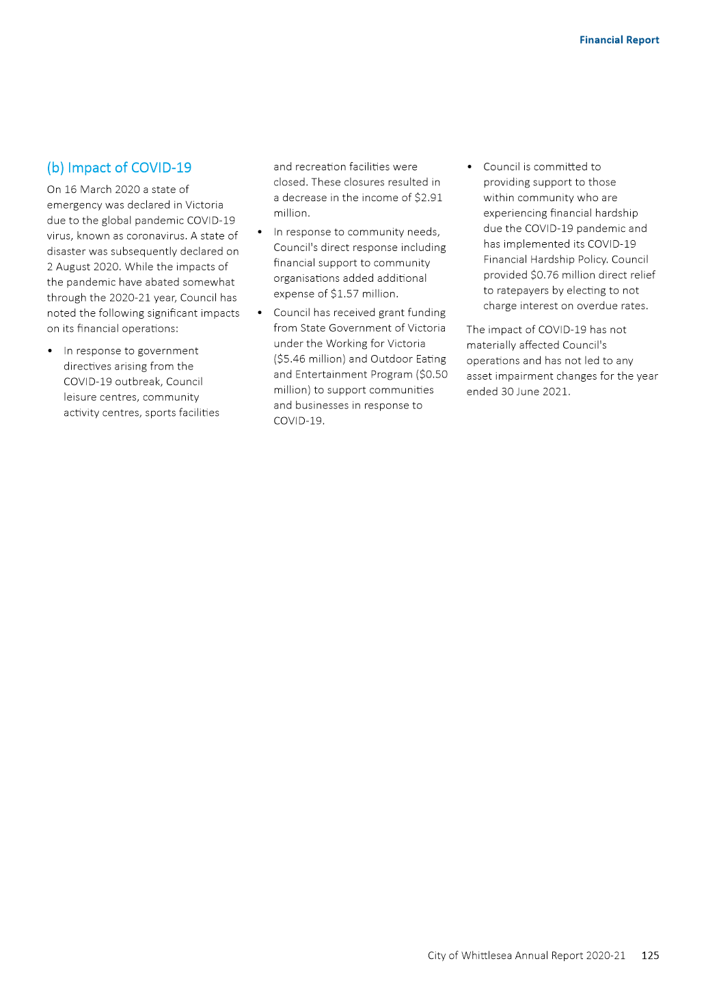 Financial Report
(b) Impact of COVID-19
On 16 March 2020 a state of
emergency was declared in Victoria
due to the global pandemic COVID-19
virus, known as coronavirus. A state of
disaster was subsequently declared on
2 August 2020. While the impacts of
the pandemic have abated somewhat
through the 2020-21 year, Council has
noted the following significant impacts
on its financial operations:
• In response to government
directives arising from the
COVID-19 outbreak, Council
leisure centres, community
activity centres, sports facilities
and recreation facilities were
closed. These closures resulted in
a decrease in the income of $2.91
million.
• In response to community needs,
Council's direct response including
financial support to community
organisations added additional
expense of $1.57 million.
• Council has received grant funding
from State Government of Victoria
under the Working for Victoria
($5.46 million) and Outdoor Eating
and Entertainment Program ($0.50
million) to support communities
and businesses in response to
COVID-19.
• Council is committed to
providing support to those
within community who are
experiencing financial hardship
due the COVID-19 pandemic and
has implemented its COVID-19
Financial Hardship Policy. Council
provided $0.76 million direct relief
to ratepayers by electing to not
charge interest on overdue rates.
The impact of COVID-19 has not
materially affected Council's
operations and has not led to any
asset impairment changes for the year
ended 30 June 2021.
City of Whittlesea Annual Report 2020-21 125